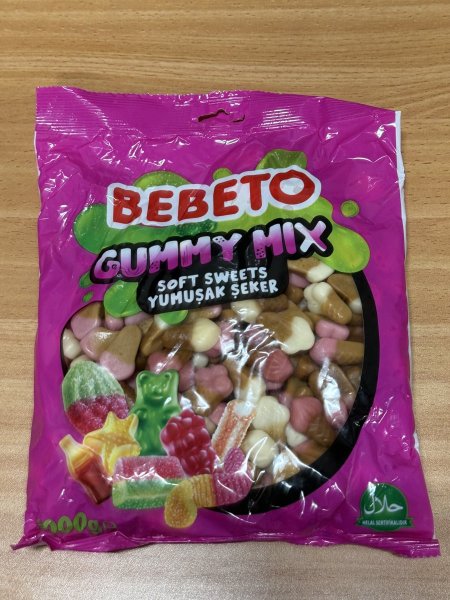 BEBETO
GUMMY MIX
SOFT SWEETS
YUMUŞAK ŞEKER
حلال
HELAL SERTİFİKALIDIR